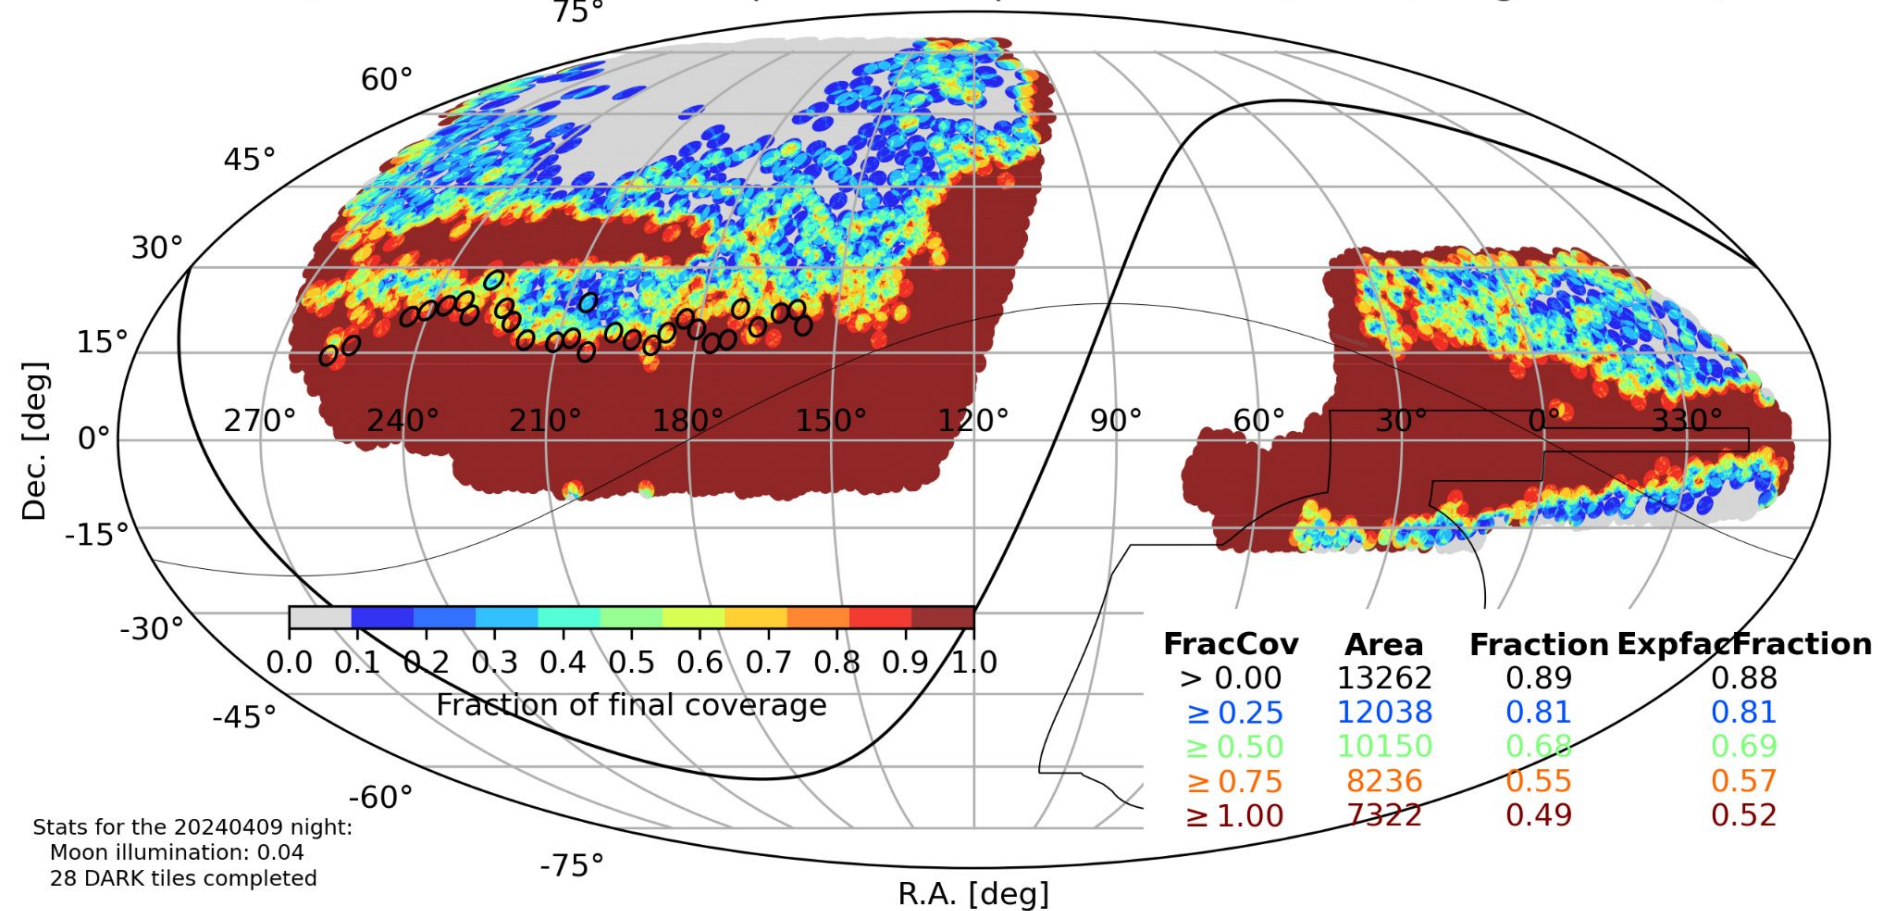 75°
60°
45°
30°
15°
0°
-15°
-30°
-45°
-60°
-75°
Dec. [deg]
270° 240° 210° 180° 150° 120° 90° 60° 30° 0° 330°
0.0 0.1 0.2 0.3 0.4 0.5 0.6 0.7 0.8 0.9 1.0
Fraction of final coverage
FracCov Area Fraction ExpfacFraction
> 0.00 13262 0.89 0.88
≥ 0.25 12038 0.81 0.81
≥ 0.50 10150 0.68 0.69
≥ 0.75 8236 0.55 0.57
≥ 1.00 7322 0.49 0.52
Stats for the 20240409 night:
Moon illumination: 0.04
28 DARK tiles completed
R.A. [deg]